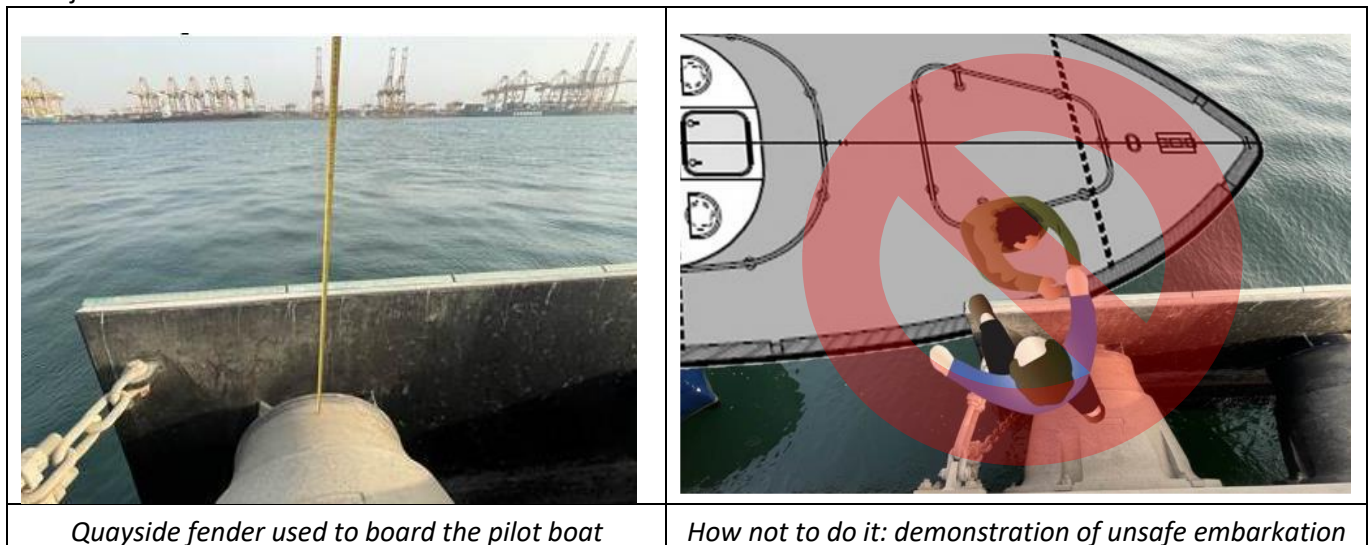 Quayside fender used to board the pilot boat
How not to do it: demonstration of unsafe embarkation